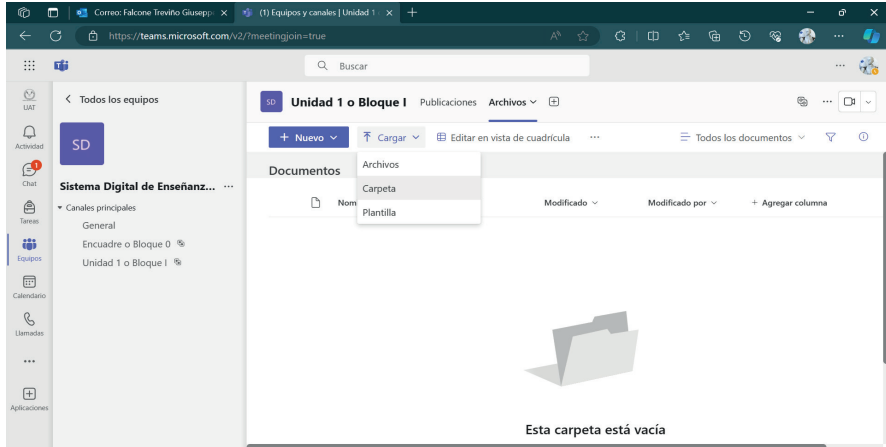 Correo: Falcone Treviño Giusepp
(1) Equipos y canales | Unidad 1
https://teams.microsoft.com/v2/?meetingjoin=true
Buscar
UAT
Actividad
Chat
Tareas
Equipos
Calendario
Llamadas
Aplicaciones
Todos los equipos
SD
Sistema Digital de Enseñanz...
Canales principales
General
Encuadre o Bloque 0
Unidad 1 o Bloque I
SD Unidad 1 o Bloque I Publicaciones Archivos
+ Nuevo Cargar Editar en vista de cuadrícula ... Todos los documentos
Archivos
Carpeta
Plantilla
Documentos
Nom Modificado Modificado por + Agregar columna
Esta carpeta está vacía